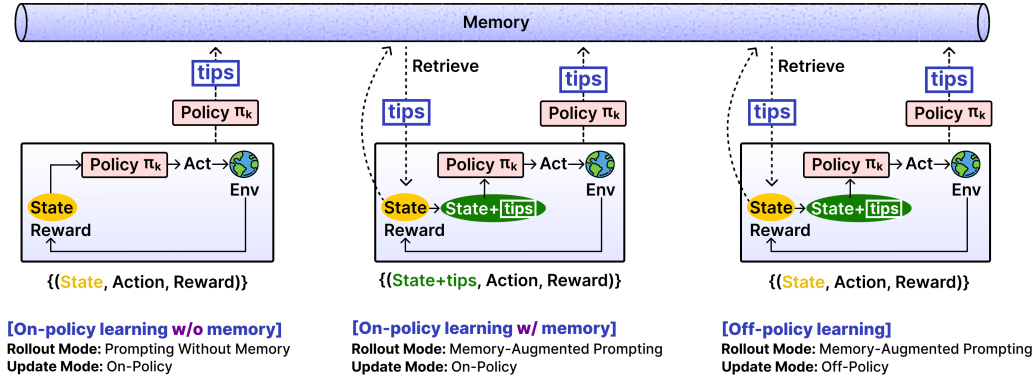 Memory
tips
Policy πk
Policy πk
Act
Env
State
Reward
{(State, Action, Reward)}
[On-policy learning w/o memory]
Rollout Mode: Prompting Without Memory
Update Mode: On-Policy
Retrieve
tips
tips
Policy πk
Policy πk
Act
Env
State
State+tips
Reward
{(State+tips, Action, Reward)}
[On-policy learning w/ memory]
Rollout Mode: Memory-Augmented Prompting
Update Mode: On-Policy
Retrieve
tips
tips
Policy πk
Policy πk
Act
Env
State
State+tips
Reward
{(State, Action, Reward)}
[Off-policy learning]
Rollout Mode: Memory-Augmented Prompting
Update Mode: Off-Policy